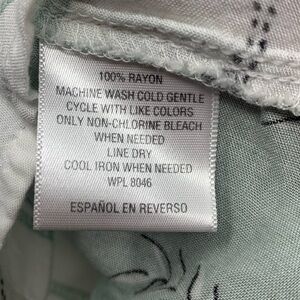 100% RAYON
MACHINE WASH COLD GENTLE
CYCLE WITH LIKE COLORS
ONLY NON-CHLORINE BLEACH
WHEN NEEDED
LINE DRY
COOL IRON WHEN NEEDED
WPL 8046
ESPAÑOL EN REVERSO